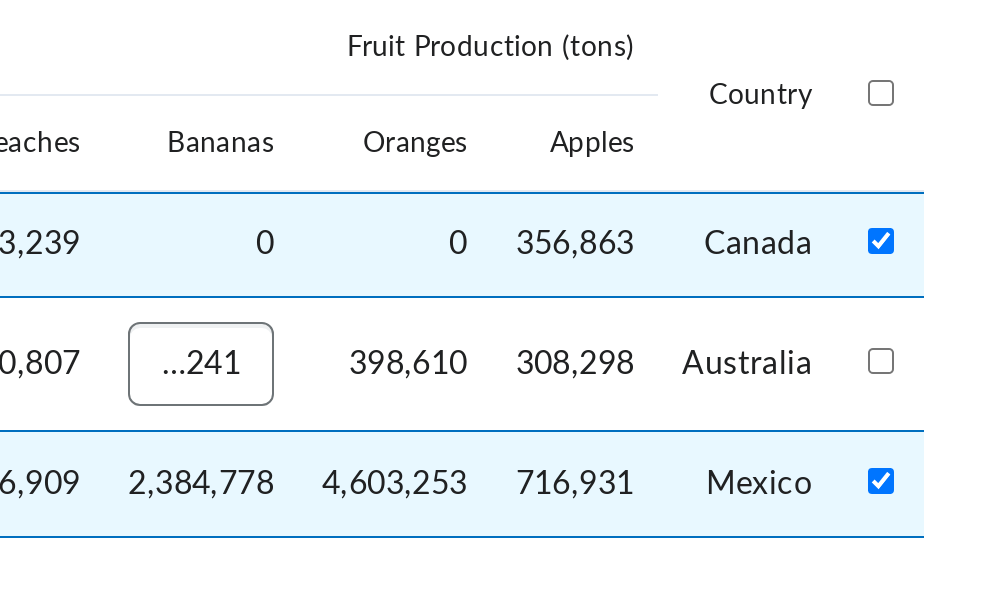 Fruit Production (tons)
Country
eaches Bananas Oranges Apples
3,239 0 0 356,863 Canada
0,807 ...241 398,610 308,298 Australia
6,909 2,384,778 4,603,253 716,931 Mexico